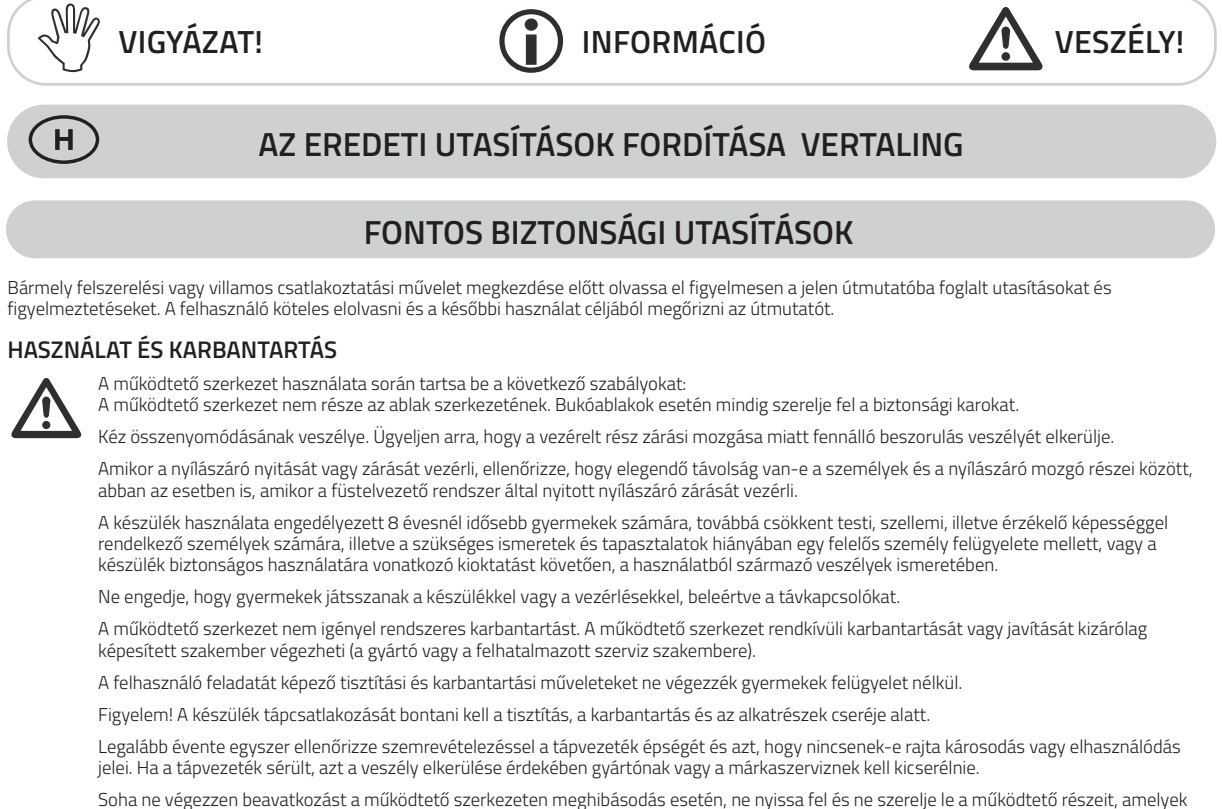 VIGYÁZAT! INFORMÁCIÓ VESZÉLY!
H AZ EREDETI UTASÍTÁSOK FORDÍTÁSA VERTALING
FONTOS BIZTONSÁGI UTASÍTÁSOK
Bármely felszerelési vagy villamos csatlakoztatási művelet megkezdése előtt olvassa el figyelmesen a jelen útmutatóba foglalt utasításokat és
figyelmeztetéseket. A felhasználó köteles elolvasni és a későbbi használat céljából megőrizni az útmutatót.
HASZNÁLAT ÉS KARBANTARTÁS
A működtető szerkezet használata során tartsa be a következő szabályokat:
A működtető szerkezet nem része az ablak szerkezetének. Bukóablakok esetén mindig szerelje fel a biztonsági karokat.
Kéz összenyomódásának veszélye. Ügyeljen arra, hogy a vezérelt rész zárási mozgása miatt fennálló beszorulás veszélyét elkerülje.
Amikor a nyílászáró nyitását vagy zárását vezérli, ellenőrizze, hogy elegendő távolság van-e a személyek és a nyílászáró mozgó részei között,
abban az esetben is, amikor a füstelvezető rendszer által nyitott nyílászáró zárását vezérli.
A készülék használata engedélyezett 8 évesnél idősebb gyermekek számára, továbbá csökkent testi, szellemi, illetve érzékelő képességgel
rendelkező személyek számára, illetve a szükséges ismeretek és tapasztalatok hiányában egy felelős személy felügyelete mellett, vagy a
készülék biztonságos használatára vonatkozó kioktatást követően, a használatból származó veszélyek ismeretében.
Ne engedje, hogy gyermekek játsszanak a készülékkel vagy a vezérlésekkel, beleértve a távkapcsolókat.
A működtető szerkezet nem igényel rendszeres karbantartást. A működtető szerkezet rendkívüli karbantartását vagy javítását kizárólag
képesített szakember végezheti (a gyártó vagy a felhatalmazott szerviz szakembere).
A felhasználó feladatát képező tisztítási és karbantartási műveleteket ne végezzék gyermekek felügyelet nélkül.
Figyelem! A készülék tápcsatlakozását bontani kell a tisztítás, a karbantartás és az alkatrészek cseréje alatt.
Legalább évente egyszer ellenőrizze szemrevételezéssel a tápvezeték épségét és azt, hogy nincsenek-e rajta károsodás vagy elhasználódás
jelei. Ha a tápvezeték sérült, azt a veszély elkerülése érdekében gyártónak vagy a márkaszerviznek kell kicserélnie.
Soha ne végezzen beavatkozást a működtető szerkezeten meghibásodás esetén, ne nyissa fel és ne szerelje le a működtető részeit, amelyek